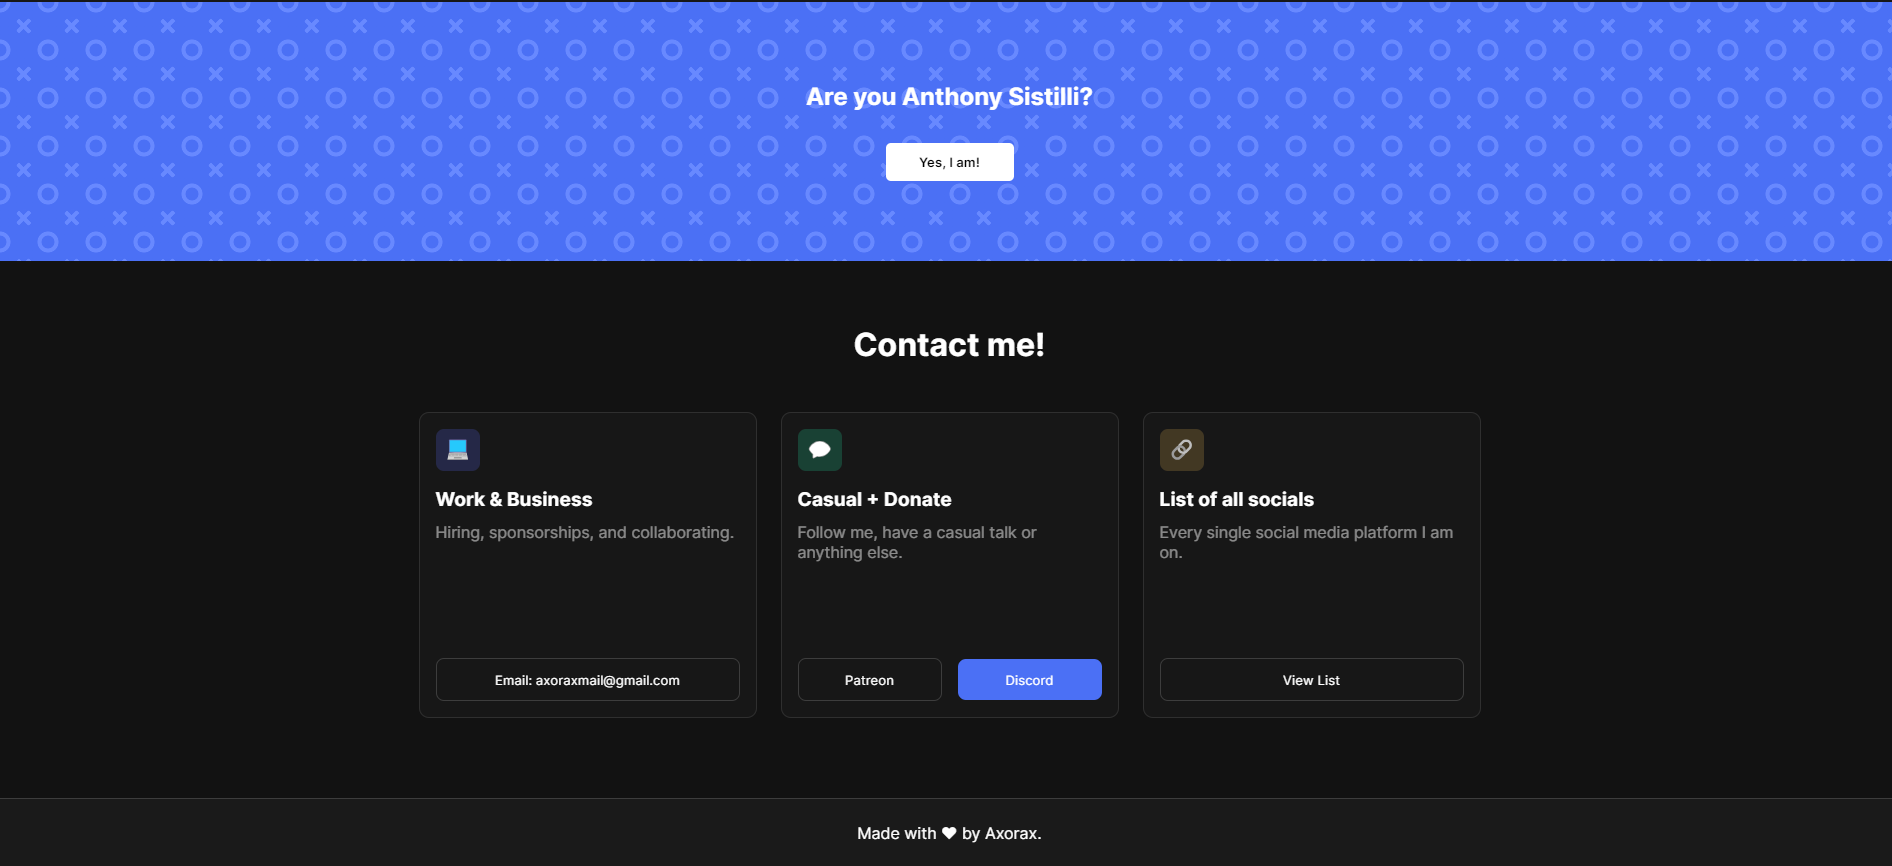 Are you Anthony Sistilli?
Yes, I am!
Contact me!
Work & Business
Hiring, sponsorships, and collaborating.
Email: axoraxmail@gmail.com
Casual + Donate
Follow me, have a casual talk or
anything else.
Patreon
Discord
List of all socials
Every single social media platform I am
on.
View List
Made with ❤ by Axorax.